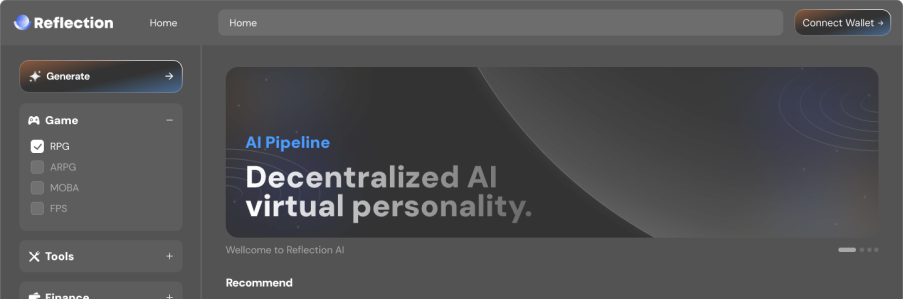 Reflection
Home
Home
Connect Wallet →
Generate →
Game −
RPG
ARPG
MOBA
FPS
Tools +
Finance +
AI Pipeline
Decentralized AI
virtual personality.
Wellcome to Reflection AI
Recommend